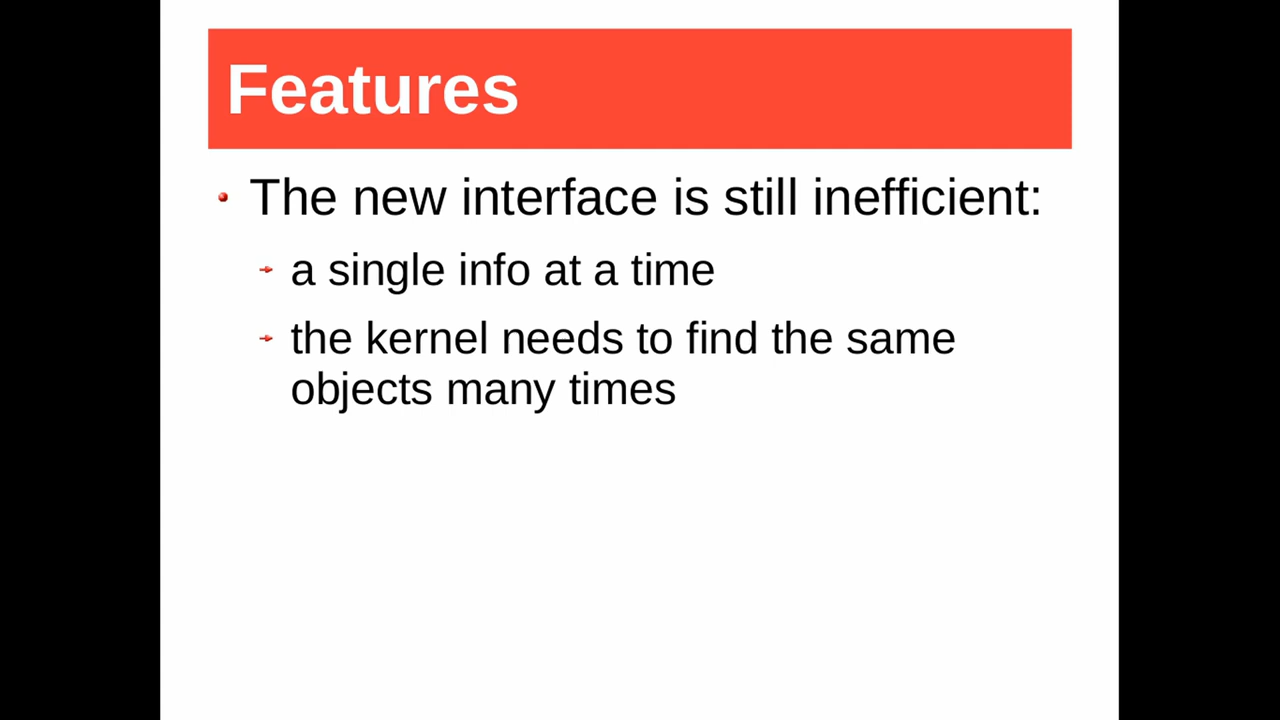 Features
The new interface is still inefficient:
a single info at a time
the kernel needs to find the same
objects many times